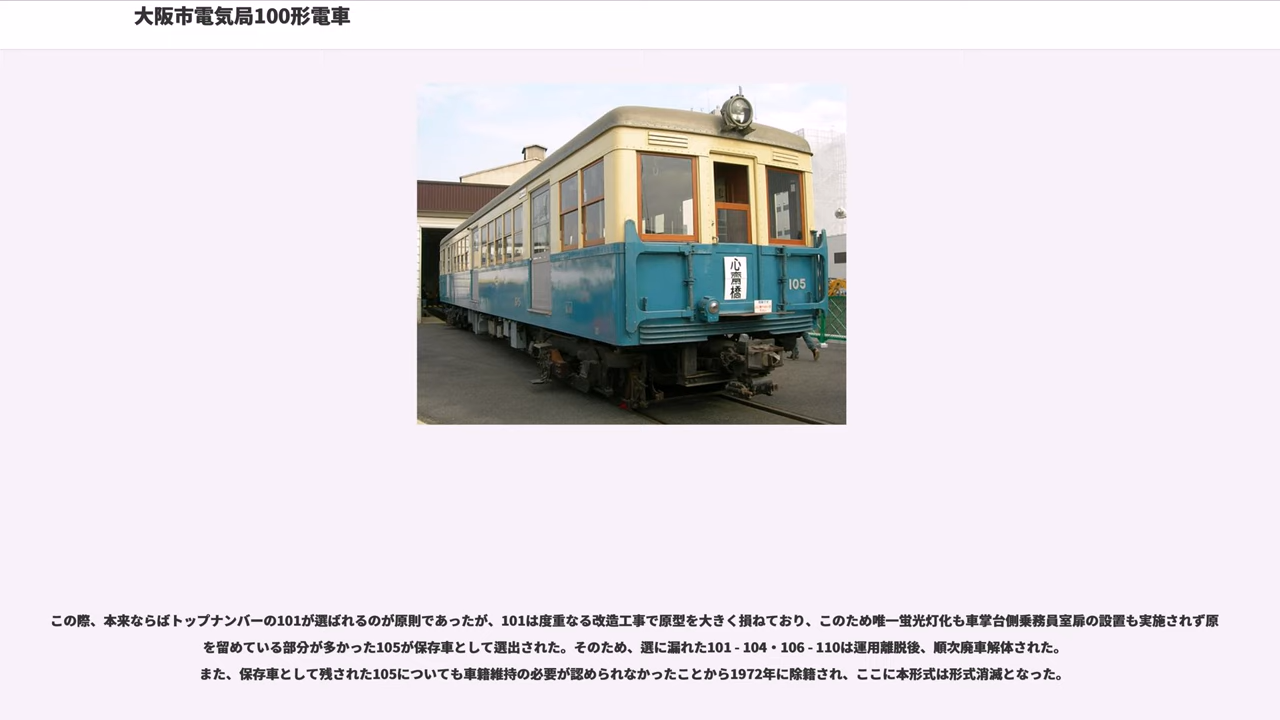 大阪市電気局100形電車
心齋橋
105
この際、本来ならばトップナンバーの101が選ばれるのが原則であったが、101は度重なる改造工事で原型を大きく損ねており、このため唯一蛍光灯化も車掌台側乗務員室扉の設置も実施されず原
を留めている部分が多かった105が保存車として選出された。そのため、選に漏れた101 - 104・106 - 110は運用離脱後、順次廃車解体された。
また、保存車として残された105についても車籍維持の必要が認められなかったことから1972年に除籍され、ここに本形式は形式消滅となった。